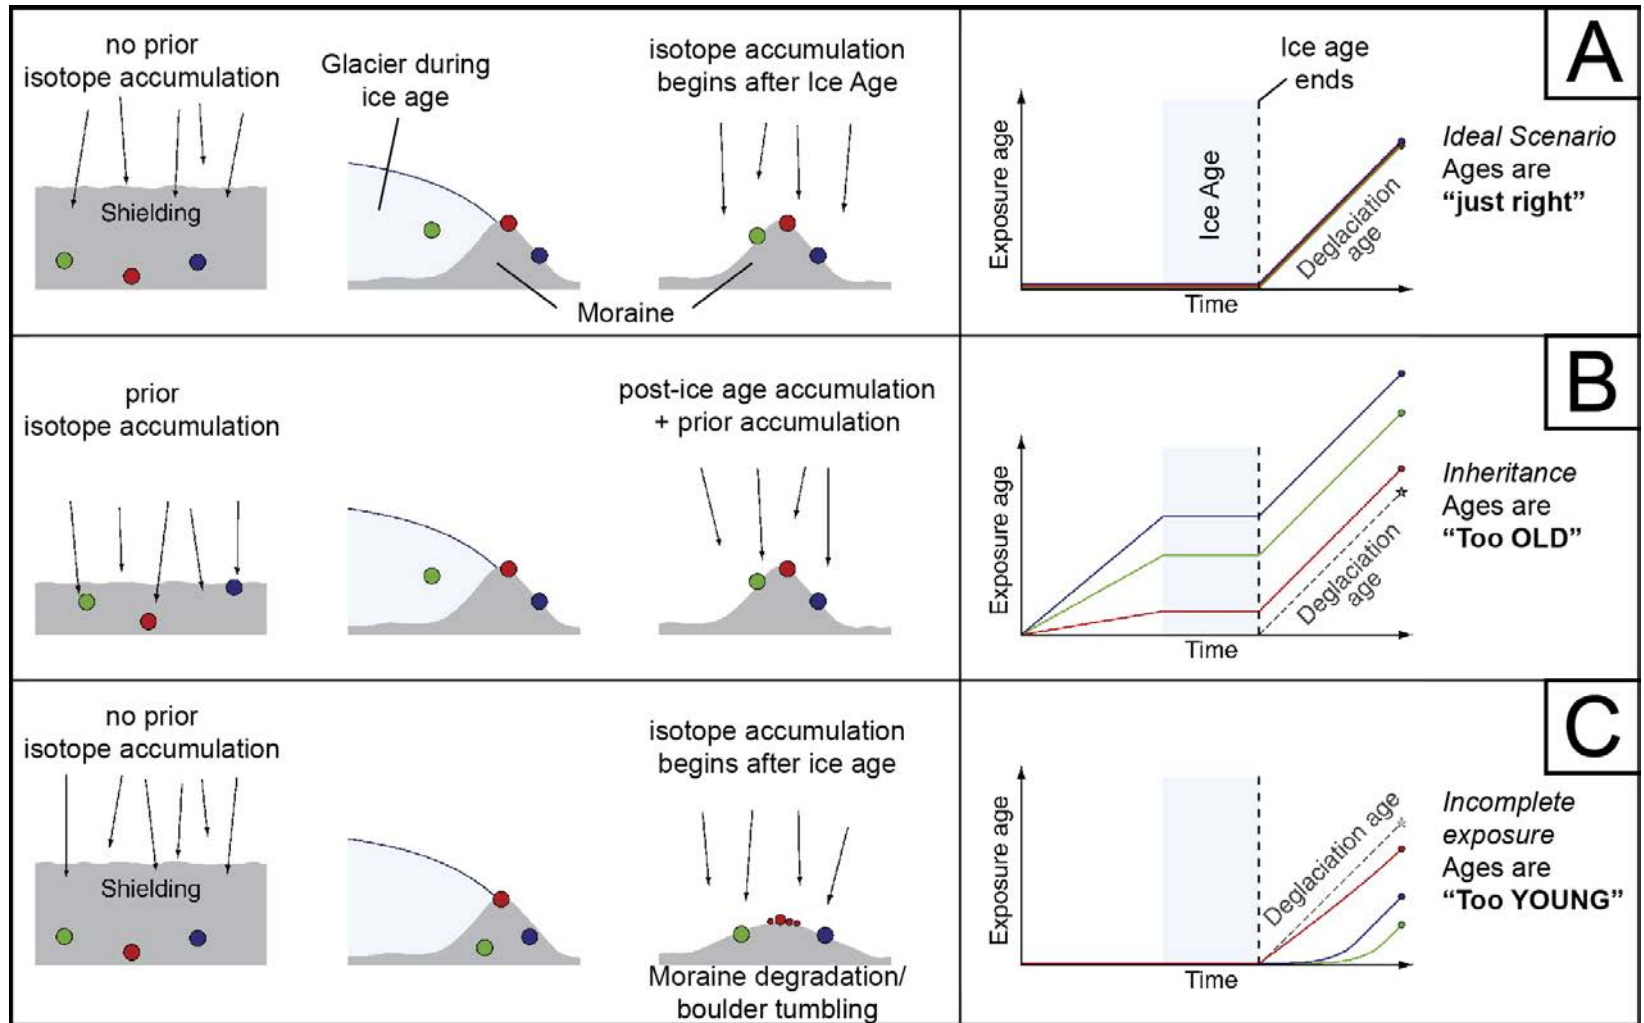 no prior
isotope accumulation
Shielding
Glacier during
ice age
isotope accumulation
begins after Ice Age
Moraine
Ice age
ends
Exposure age
Ice Age
Deglaciation
age
Time
A
Ideal Scenario
Ages are
“just right”
prior
isotope accumulation
post-ice age accumulation
+ prior accumulation
Exposure age
Deglaciation
age
Time
B
Inheritance
Ages are
“Too OLD”
no prior
isotope accumulation
Shielding
isotope accumulation
begins after ice age
Moraine degradation/
boulder tumbling
Exposure age
Deglaciation age
Time
C
Incomplete
exposure
Ages are
“Too YOUNG”